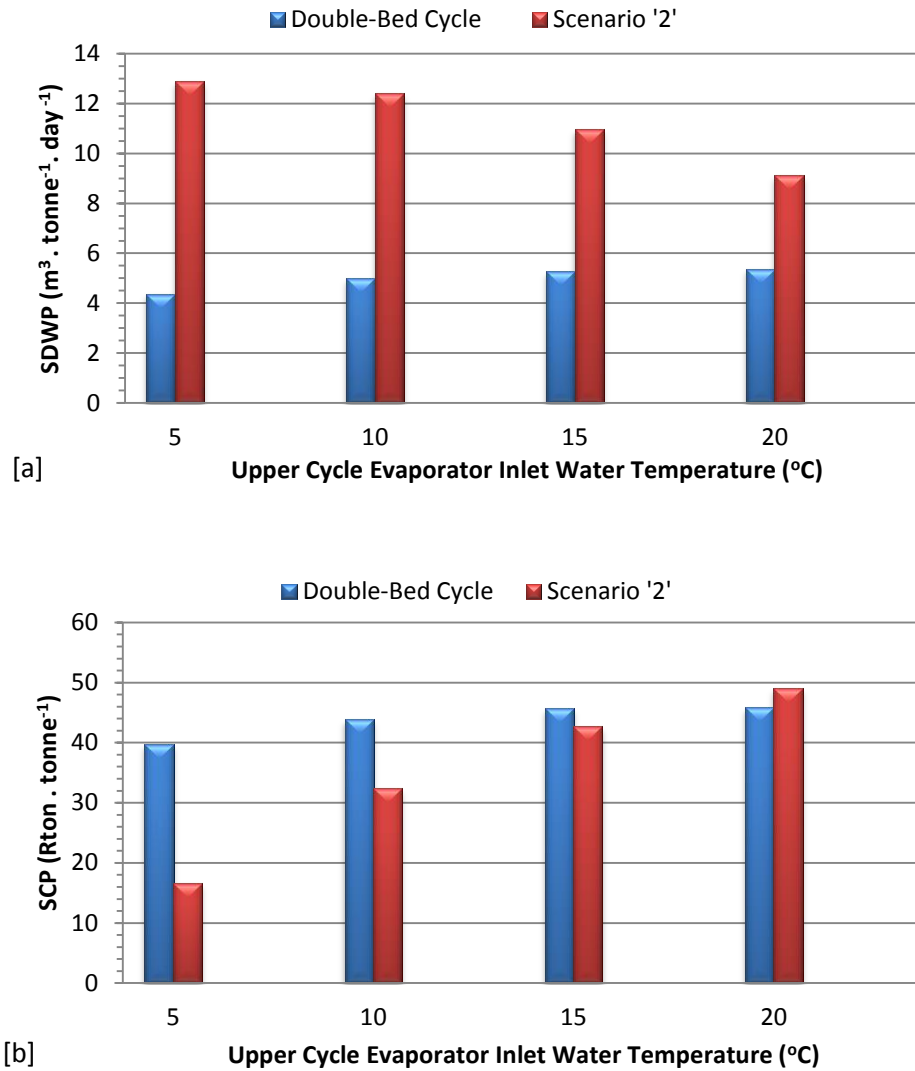 Double-Bed Cycle Scenario '2'
SDWP (m³ . tonne⁻¹. day ⁻¹)
14
12
10
8
6
4
2
0
5 10 15 20
[a]
Upper Cycle Evaporator Inlet Water Temperature (ºC)
Double-Bed Cycle Scenario '2'
SCP (Rton . tonne⁻¹)
60
50
40
30
20
10
0
5 10 15 20
[b]
Upper Cycle Evaporator Inlet Water Temperature (ºC)